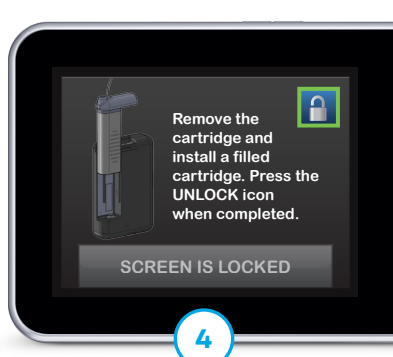 Remove the
cartridge and
install a filled
cartridge. Press the
UNLOCK icon
when completed.
SCREEN IS LOCKED
4